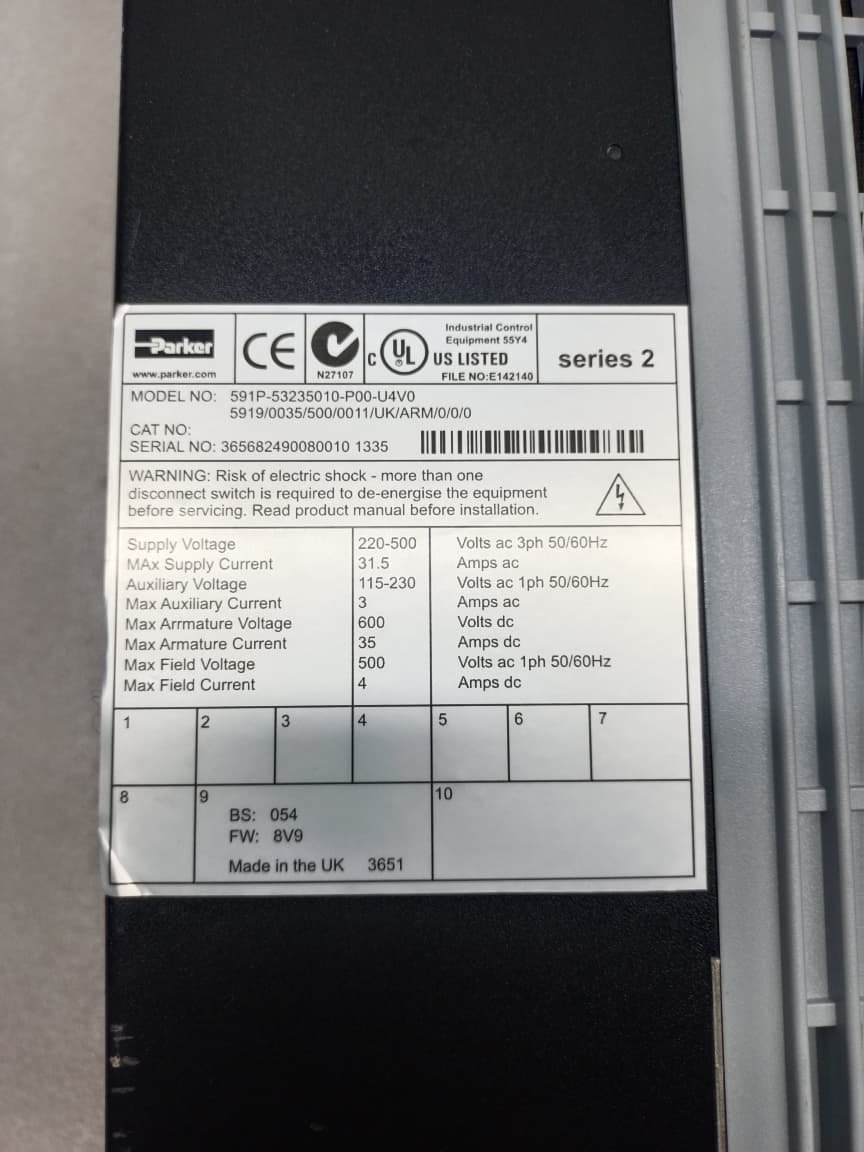 Parker
www.parker.com
CE
N27107
c UL US LISTED
Industrial Control
Equipment 55Y4
FILE NO:E142140
series 2
MODEL NO: 591P-53235010-P00-U4V0
5919/0035/500/0011/UK/ARM/0/0/0
CAT NO:
SERIAL NO: 365682490080010 1335
WARNING: Risk of electric shock - more than one
disconnect switch is required to de-energise the equipment
before servicing. Read product manual before installation.
Supply Voltage 220-500 Volts ac 3ph 50/60Hz
MAx Supply Current 31.5 Amps ac
Auxiliary Voltage 115-230 Volts ac 1ph 50/60Hz
Max Auxiliary Current 3 Amps ac
Max Arrmature Voltage 600 Volts dc
Max Armature Current 35 Amps dc
Max Field Voltage 500 Volts ac 1ph 50/60Hz
Max Field Current 4 Amps dc
1 2 3 4 5 6 7
8 9 10
BS: 054
FW: 8V9
Made in the UK 3651